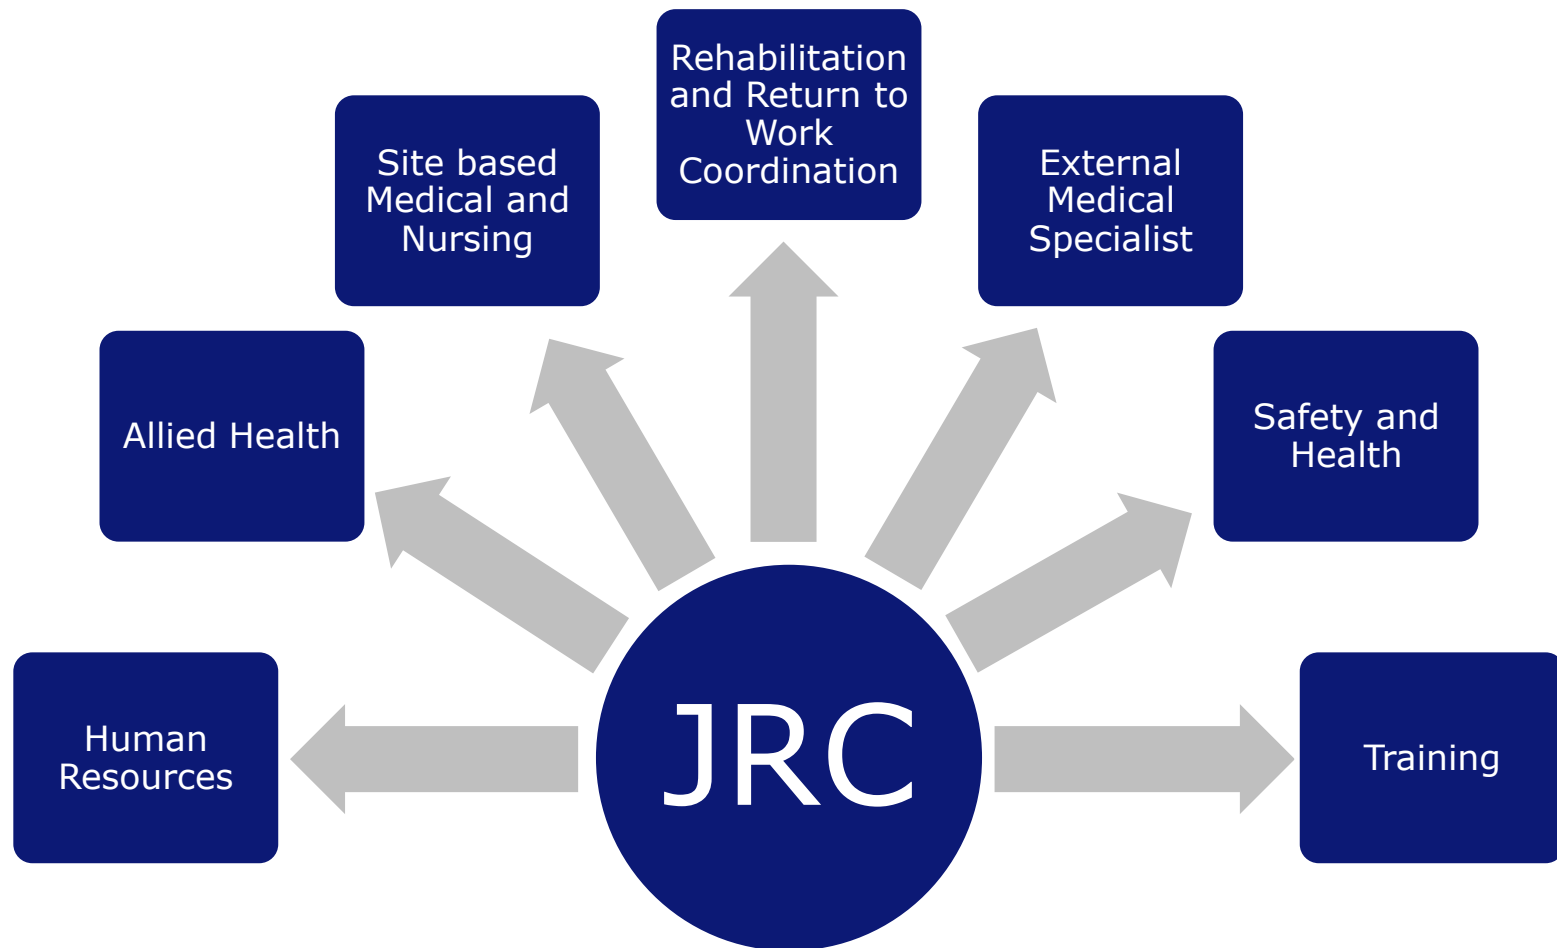 Rehabilitation
and Return to
Work
Coordination
Site based
Medical and
Nursing
External
Medical
Specialist
Allied Health
Safety and
Health
Human
Resources
JRC
Training